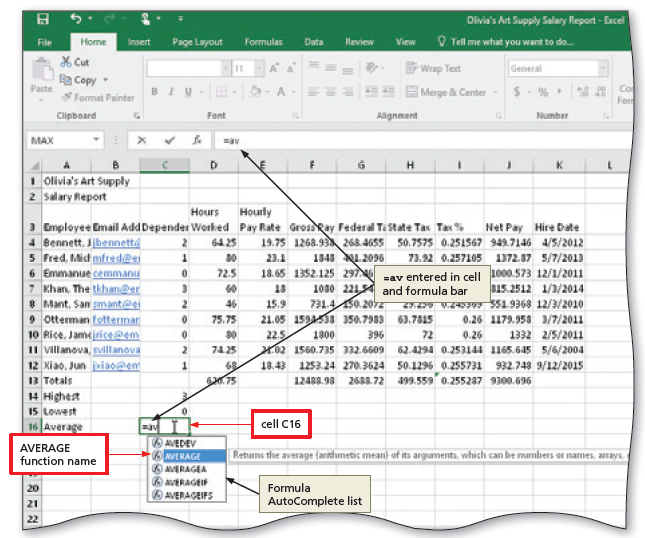 Olivia's Art Supply Salary Report - Excel
File Home Insert Page Layout Formulas Data Review View Tell me what you want to do...
Cut
Copy
Format Painter
Paste
Clipboard
11
A A
B I U
A
Font
Wrap Text
Merge & Center
Alignment
General
$ % ,
Number
MAX fx =av
A B C D E F G H I J K L
1 Olivia's Art Supply
2 Salary Report
Hours Hourly
3 Employee Email Add Depender Worked Pay Rate Gross Pay Federal Ta State Tax Tax % Net Pay Hire Date
4 Bennett, J jbennett@ 2 64.25 19.75 1268.938 268.4655 50.7575 0.251567 949.7146 4/5/2012
5 Fred, Mich mfred@e 1 80 23.1 1848 401.2096 73.92 0.257105 1372.87 5/7/2013
6 Emmanue cemmanu 0 72.5 18.65 1352.125 297.46 1000.573 12/1/2011
7 Khan, The tkhan@er 3 60 18 1080 221.54 815.2512 1/3/2014
8 Mant, San smant@e 2 46 15.9 731.4 150.2072 29.256 0.245369 551.9368 12/3/2010
9 Otterman fotterman 0 75.75 21.05 1594.538 350.7983 63.7815 0.26 1179.958 3/7/2011
10 Rice, Jame jrice@em 0 80 22.5 1800 396 72 0.26 1332 2/5/2011
11 Villanova, svillanova 2 74.25 21.02 1560.735 332.6609 62.4294 0.253144 1165.645 5/6/2004
12 Xiao, Jun jxiao@em 1 68 18.43 1253.24 270.3624 50.1296 0.255731 932.748 9/12/2015
13 Totals 620.75 12488.98 2688.72 499.559 0.255287 9300.696
14 Highest 3
15 Lowest 0
16 Average =av
=av entered in cell
and formula bar
cell C16
AVERAGE
function name
AVEDEV
AVERAGE
AVERAGEA
AVERAGEIF
AVERAGEIFS
Returns the average (arithmetic mean) of its arguments, which can be numbers or names, arrays,
Formula
AutoComplete list
20
21
22